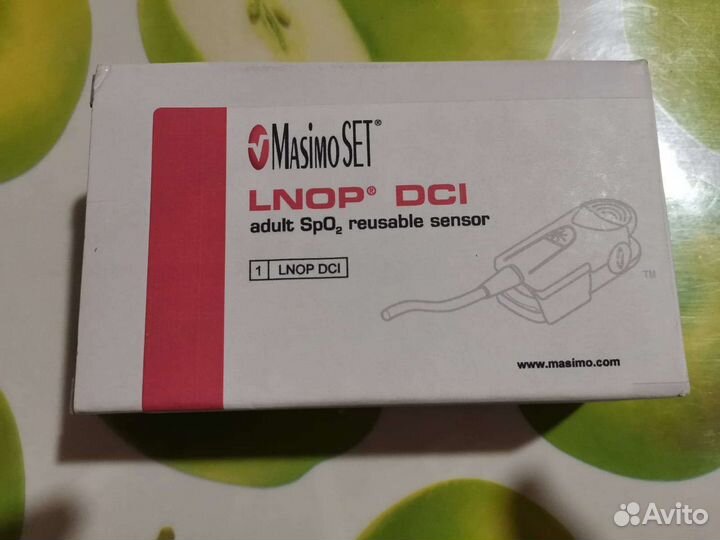 Masimo SET®
LNOP® DCI
adult SpO₂ reusable sensor
1 LNOP DCI
TM
www.masimo.com
Avito